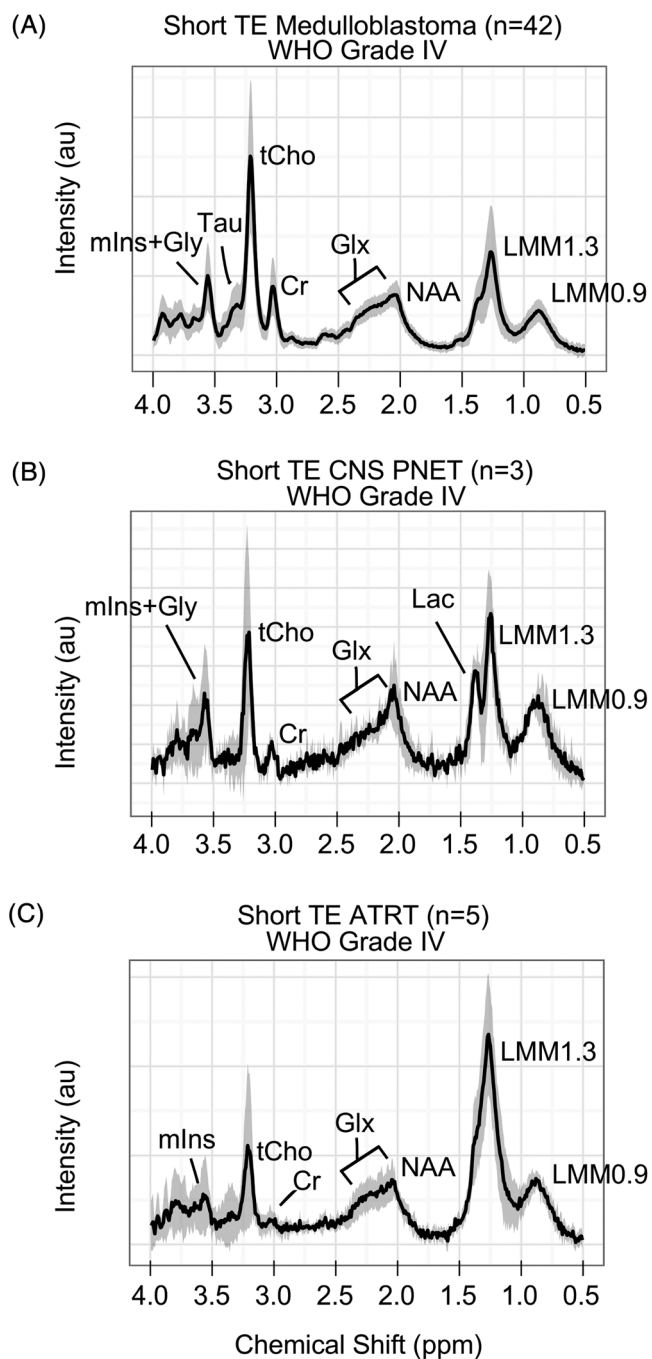 (A)
Short TE Medulloblastoma (n=42)
WHO Grade IV
Intensity (au)
tCho
Tau
mIns+Gly
Glx
Cr
NAA
LMM1.3
LMM0.9
4.0 3.5 3.0 2.5 2.0 1.5 1.0 0.5
(B)
Short TE CNS PNET (n=3)
WHO Grade IV
Intensity (au)
mIns+Gly
tCho
Lac
Glx
LMM1.3
NAA
LMM0.9
Cr
4.0 3.5 3.0 2.5 2.0 1.5 1.0 0.5
(C)
Short TE ATRT (n=5)
WHO Grade IV
Intensity (au)
LMM1.3
Glx
mIns
tCho
NAA
Cr
LMM0.9
4.0 3.5 3.0 2.5 2.0 1.5 1.0 0.5
Chemical Shift (ppm)